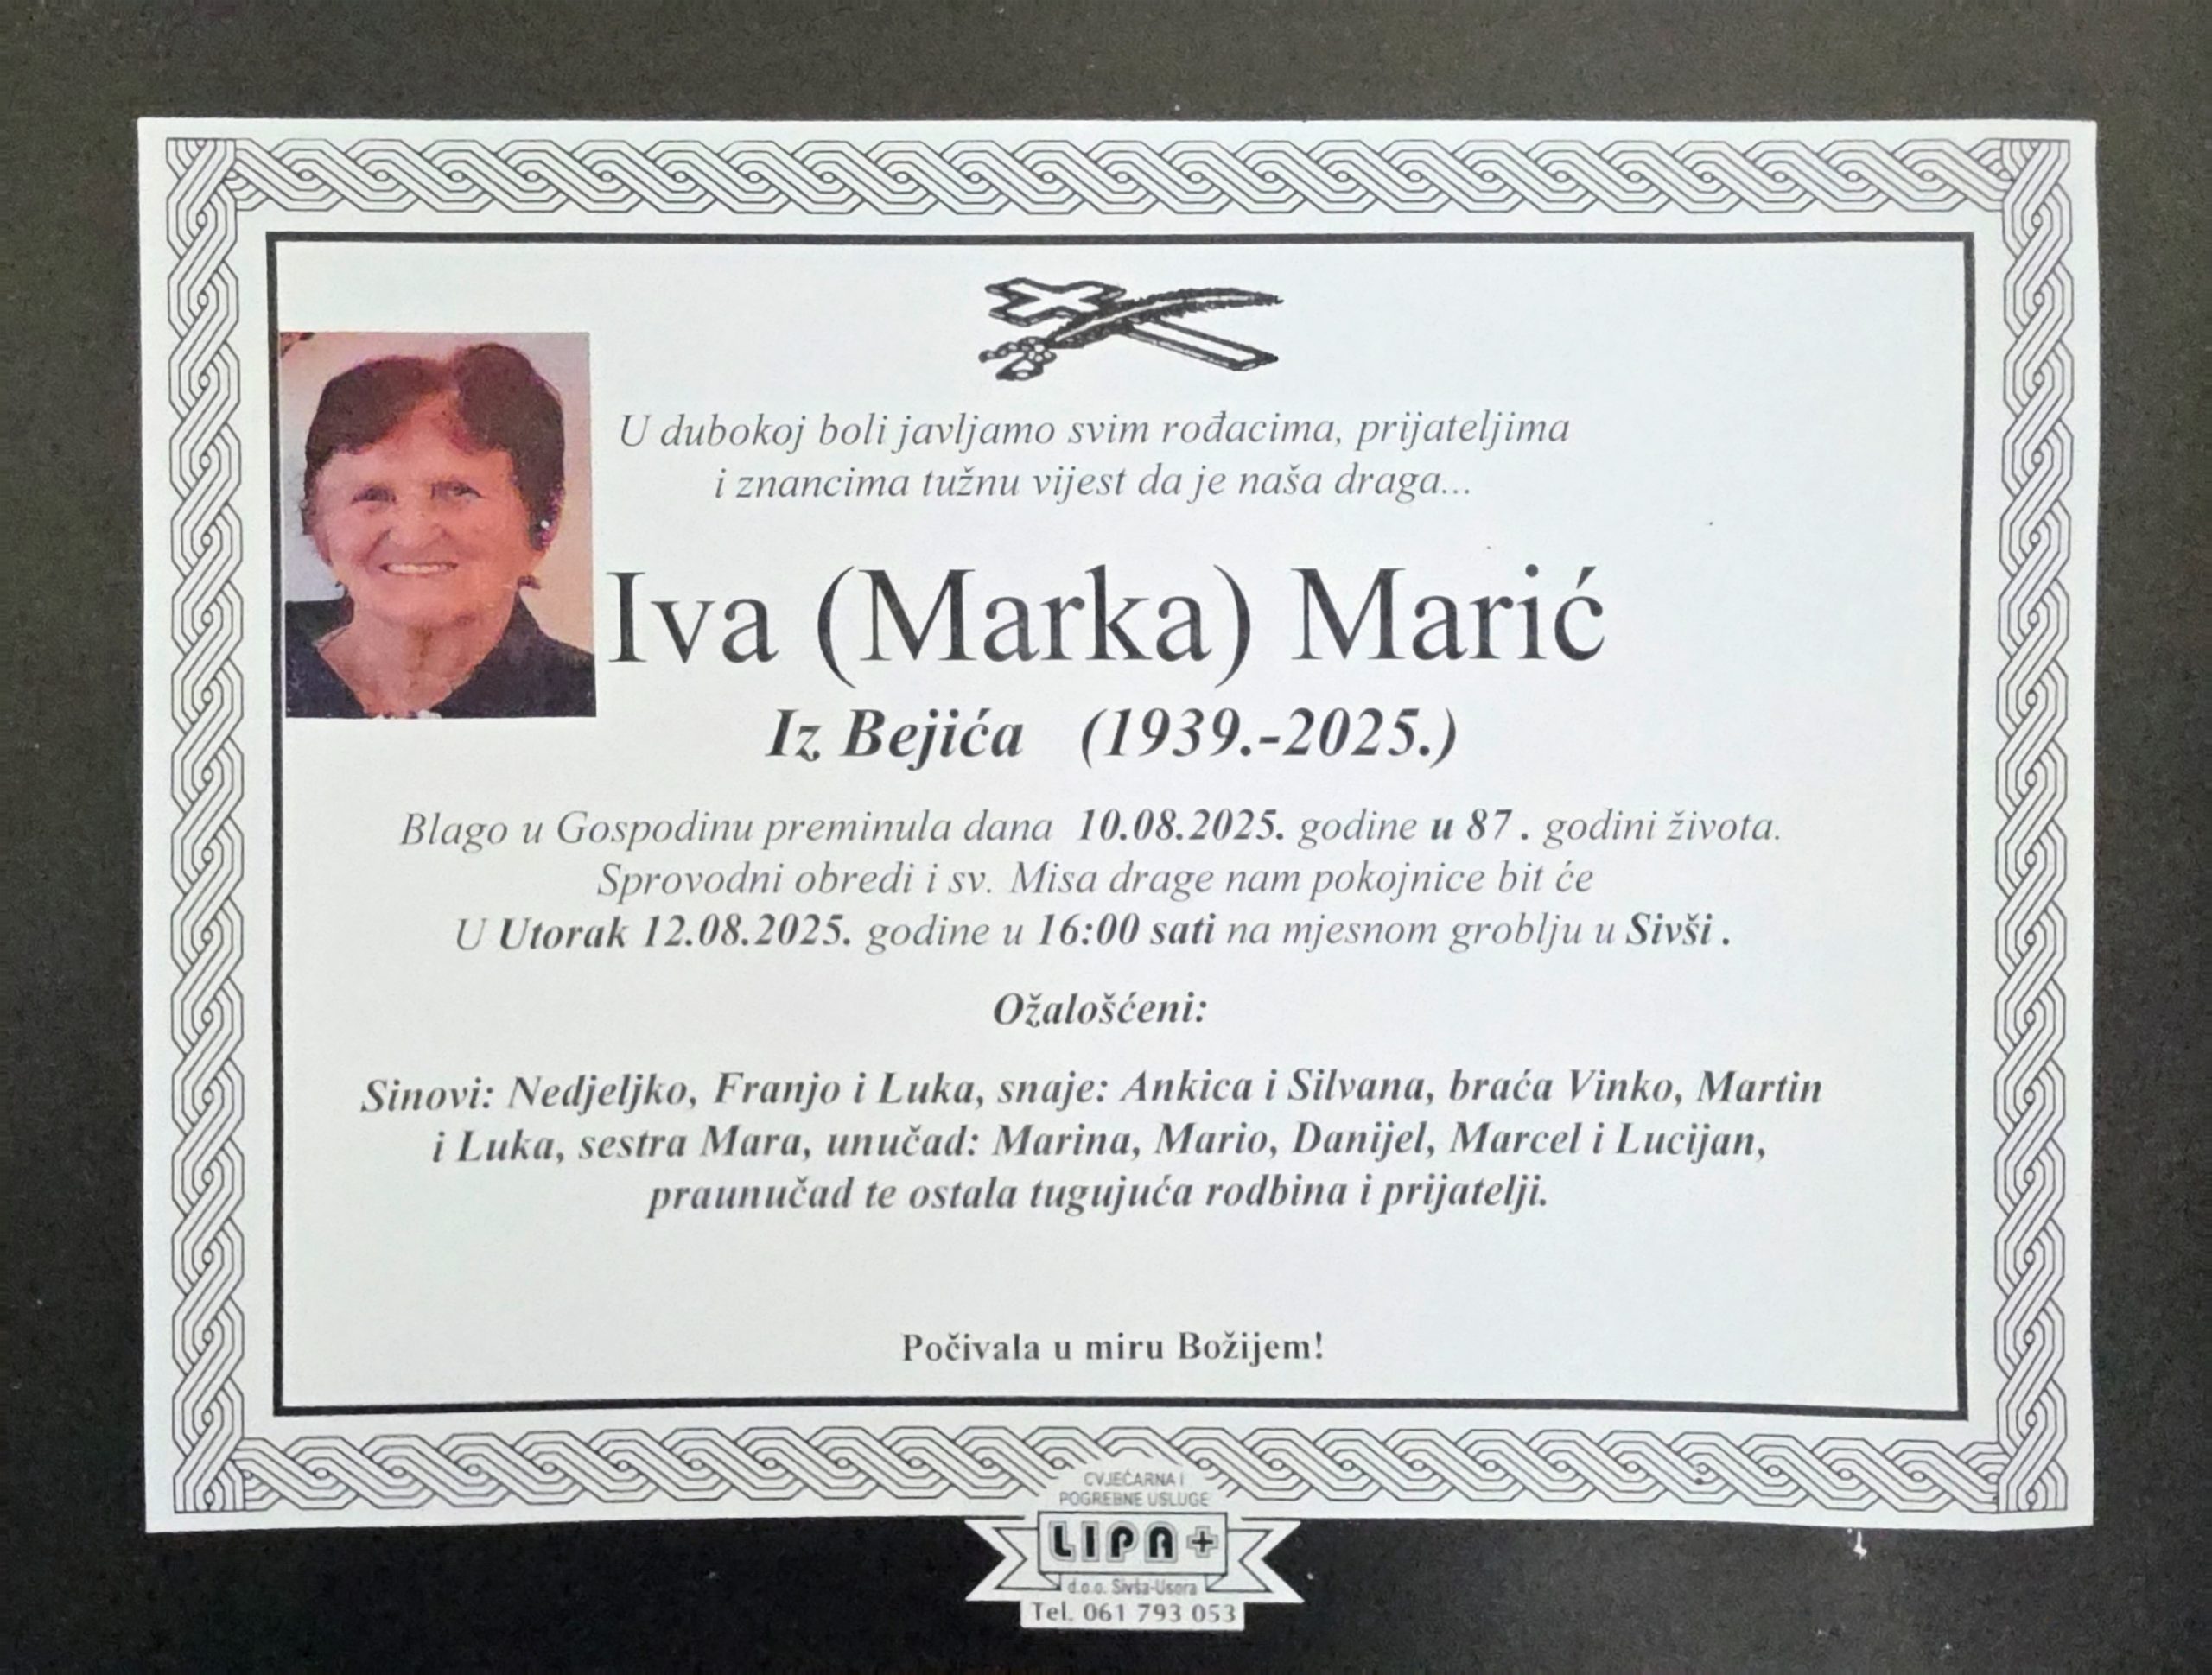 U dubokoj boli javljamo svim rođacima, prijateljima
i znancima tužnu vijest da je naša draga...
Iva (Marka) Marić
Iz Bejića (1939.-2025.)
Blago u Gospodinu preminula dana 10.08.2025. godine u 87 . godini života.
Sprovodni obredi i sv. Misa drage nam pokojnice bit će
U Utorak 12.08.2025. godine u 16:00 sati na mjesnom groblju u Sivši .
Ožalošćeni:
Sinovi: Nedjeljko, Franjo i Luka, snaje: Ankica i Silvana, braća Vinko, Martin
i Luka, sestra Mara, unučad: Marina, Mario, Danijel, Marcel i Lucijan,
praunučad te ostala tugujuća rodbina i prijatelji.
Počivala u miru Božijem!
CVJEĆARNA I
POGREBNE USLUGE
LIPA +
d.o.o. Sivša-Usora
Tel. 061 793 053